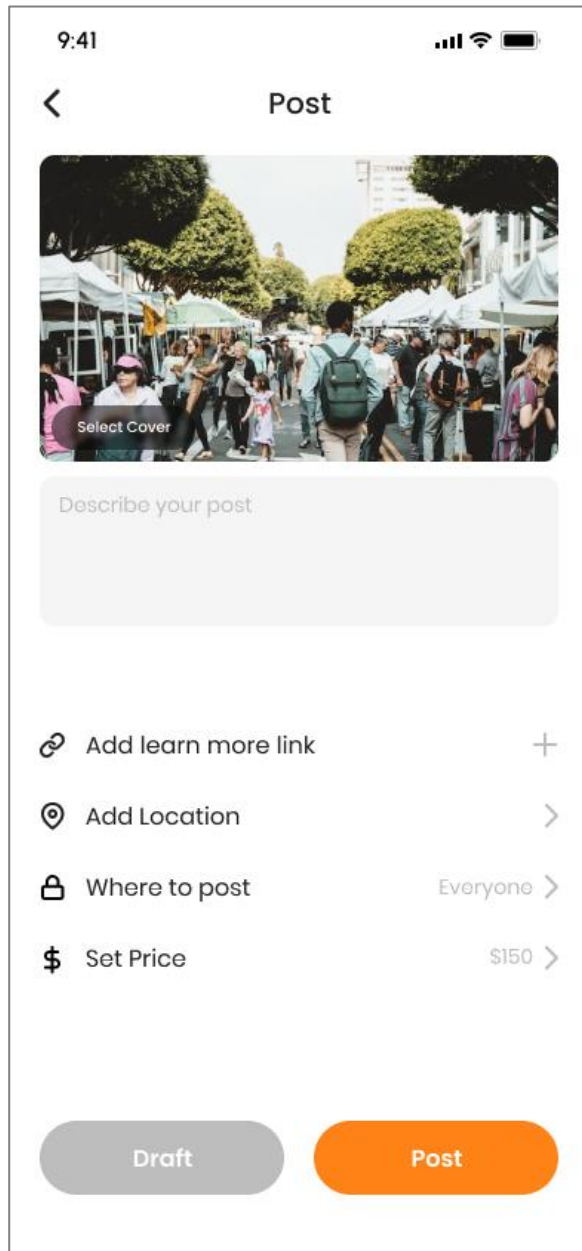 9:41
Post
Select Cover
Describe your post
Add learn more link
Add Location
Where to post Everyone
Set Price $150
Draft Post